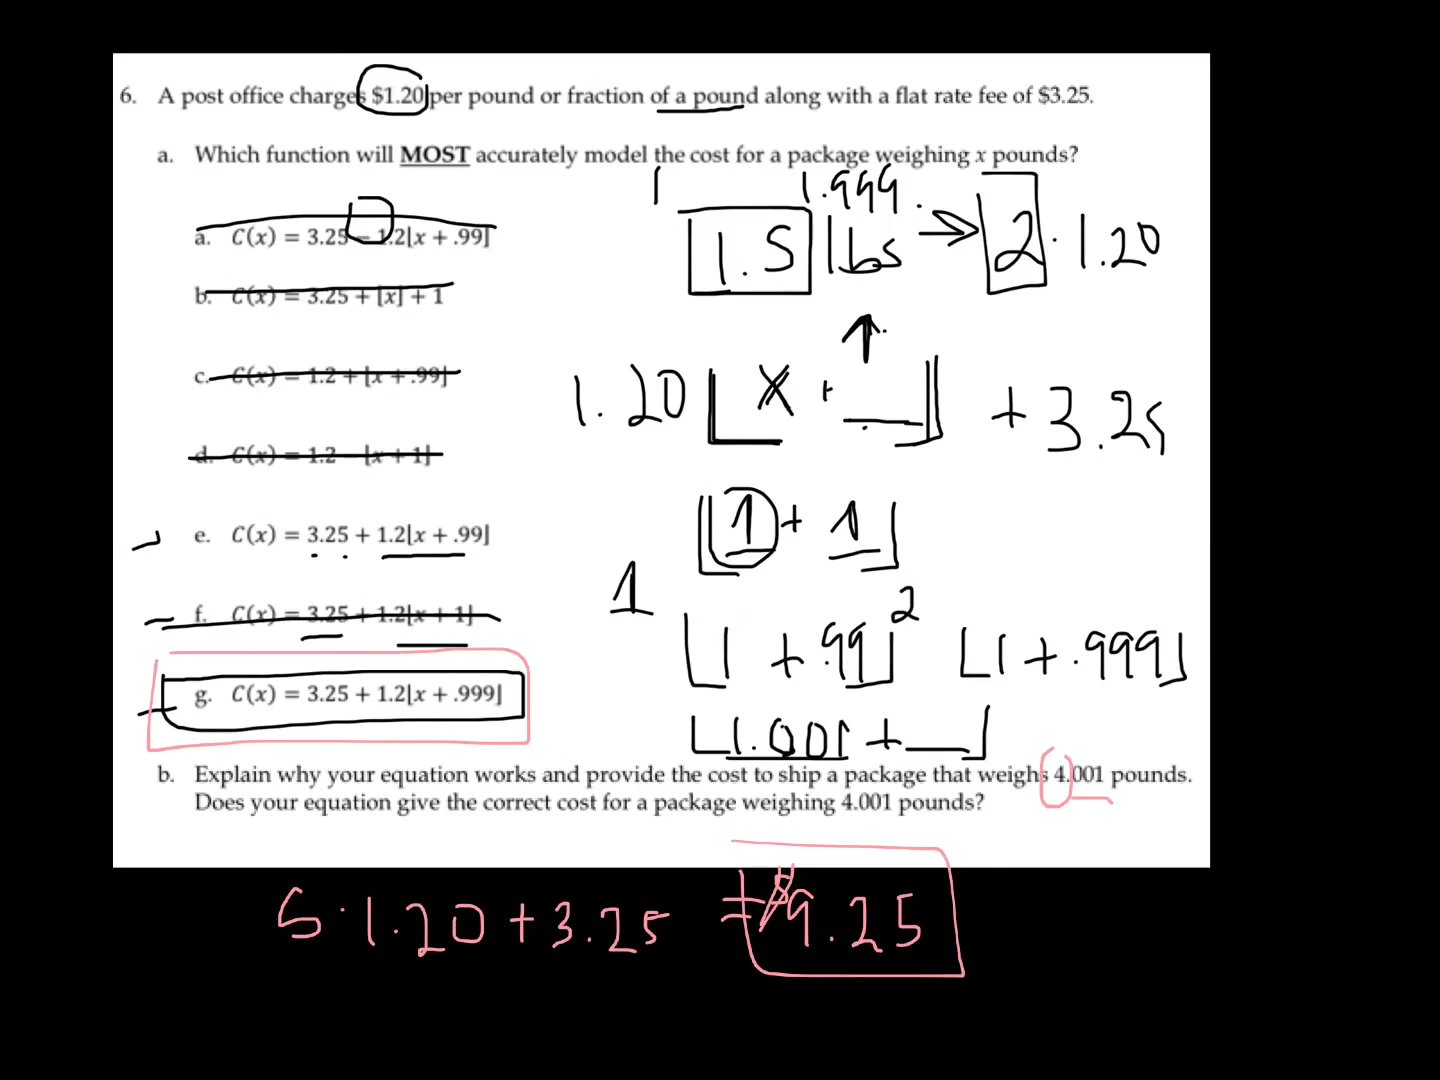 6. A post office charges $1.20 per pound or fraction of a pound along with a flat rate fee of $3.25.
a. Which function will MOST accurately model the cost for a package weighing x pounds?
1 1.999.
a. C(x) = 3.25 − 1.2⌊x + .99⌋
1.5 lbs → 2 · 1.20
b. C(x) = 3.25 + ⌊x⌋ + 1
c. C(x) = 1.2 + ⌊x + .99⌋
1.20 ⌊x + __⌋ + 3.25
d. C(x) = 1.2 − ⌊x + 1⌋
⌊1 + 1⌋
e. C(x) = 3.25 + 1.2⌊x + .99⌋
1 2
f. C(x) = 3.25 + 1.2⌊x + 1⌋
⌊1 + .99⌋ ⌊1 + .999⌋
g. C(x) = 3.25 + 1.2⌊x + .999⌋
⌊1.001 + __⌋
b. Explain why your equation works and provide the cost to ship a package that weighs 4.001 pounds.
Does your equation give the correct cost for a package weighing 4.001 pounds?
5 · 1.20 + 3.25 = $9.25